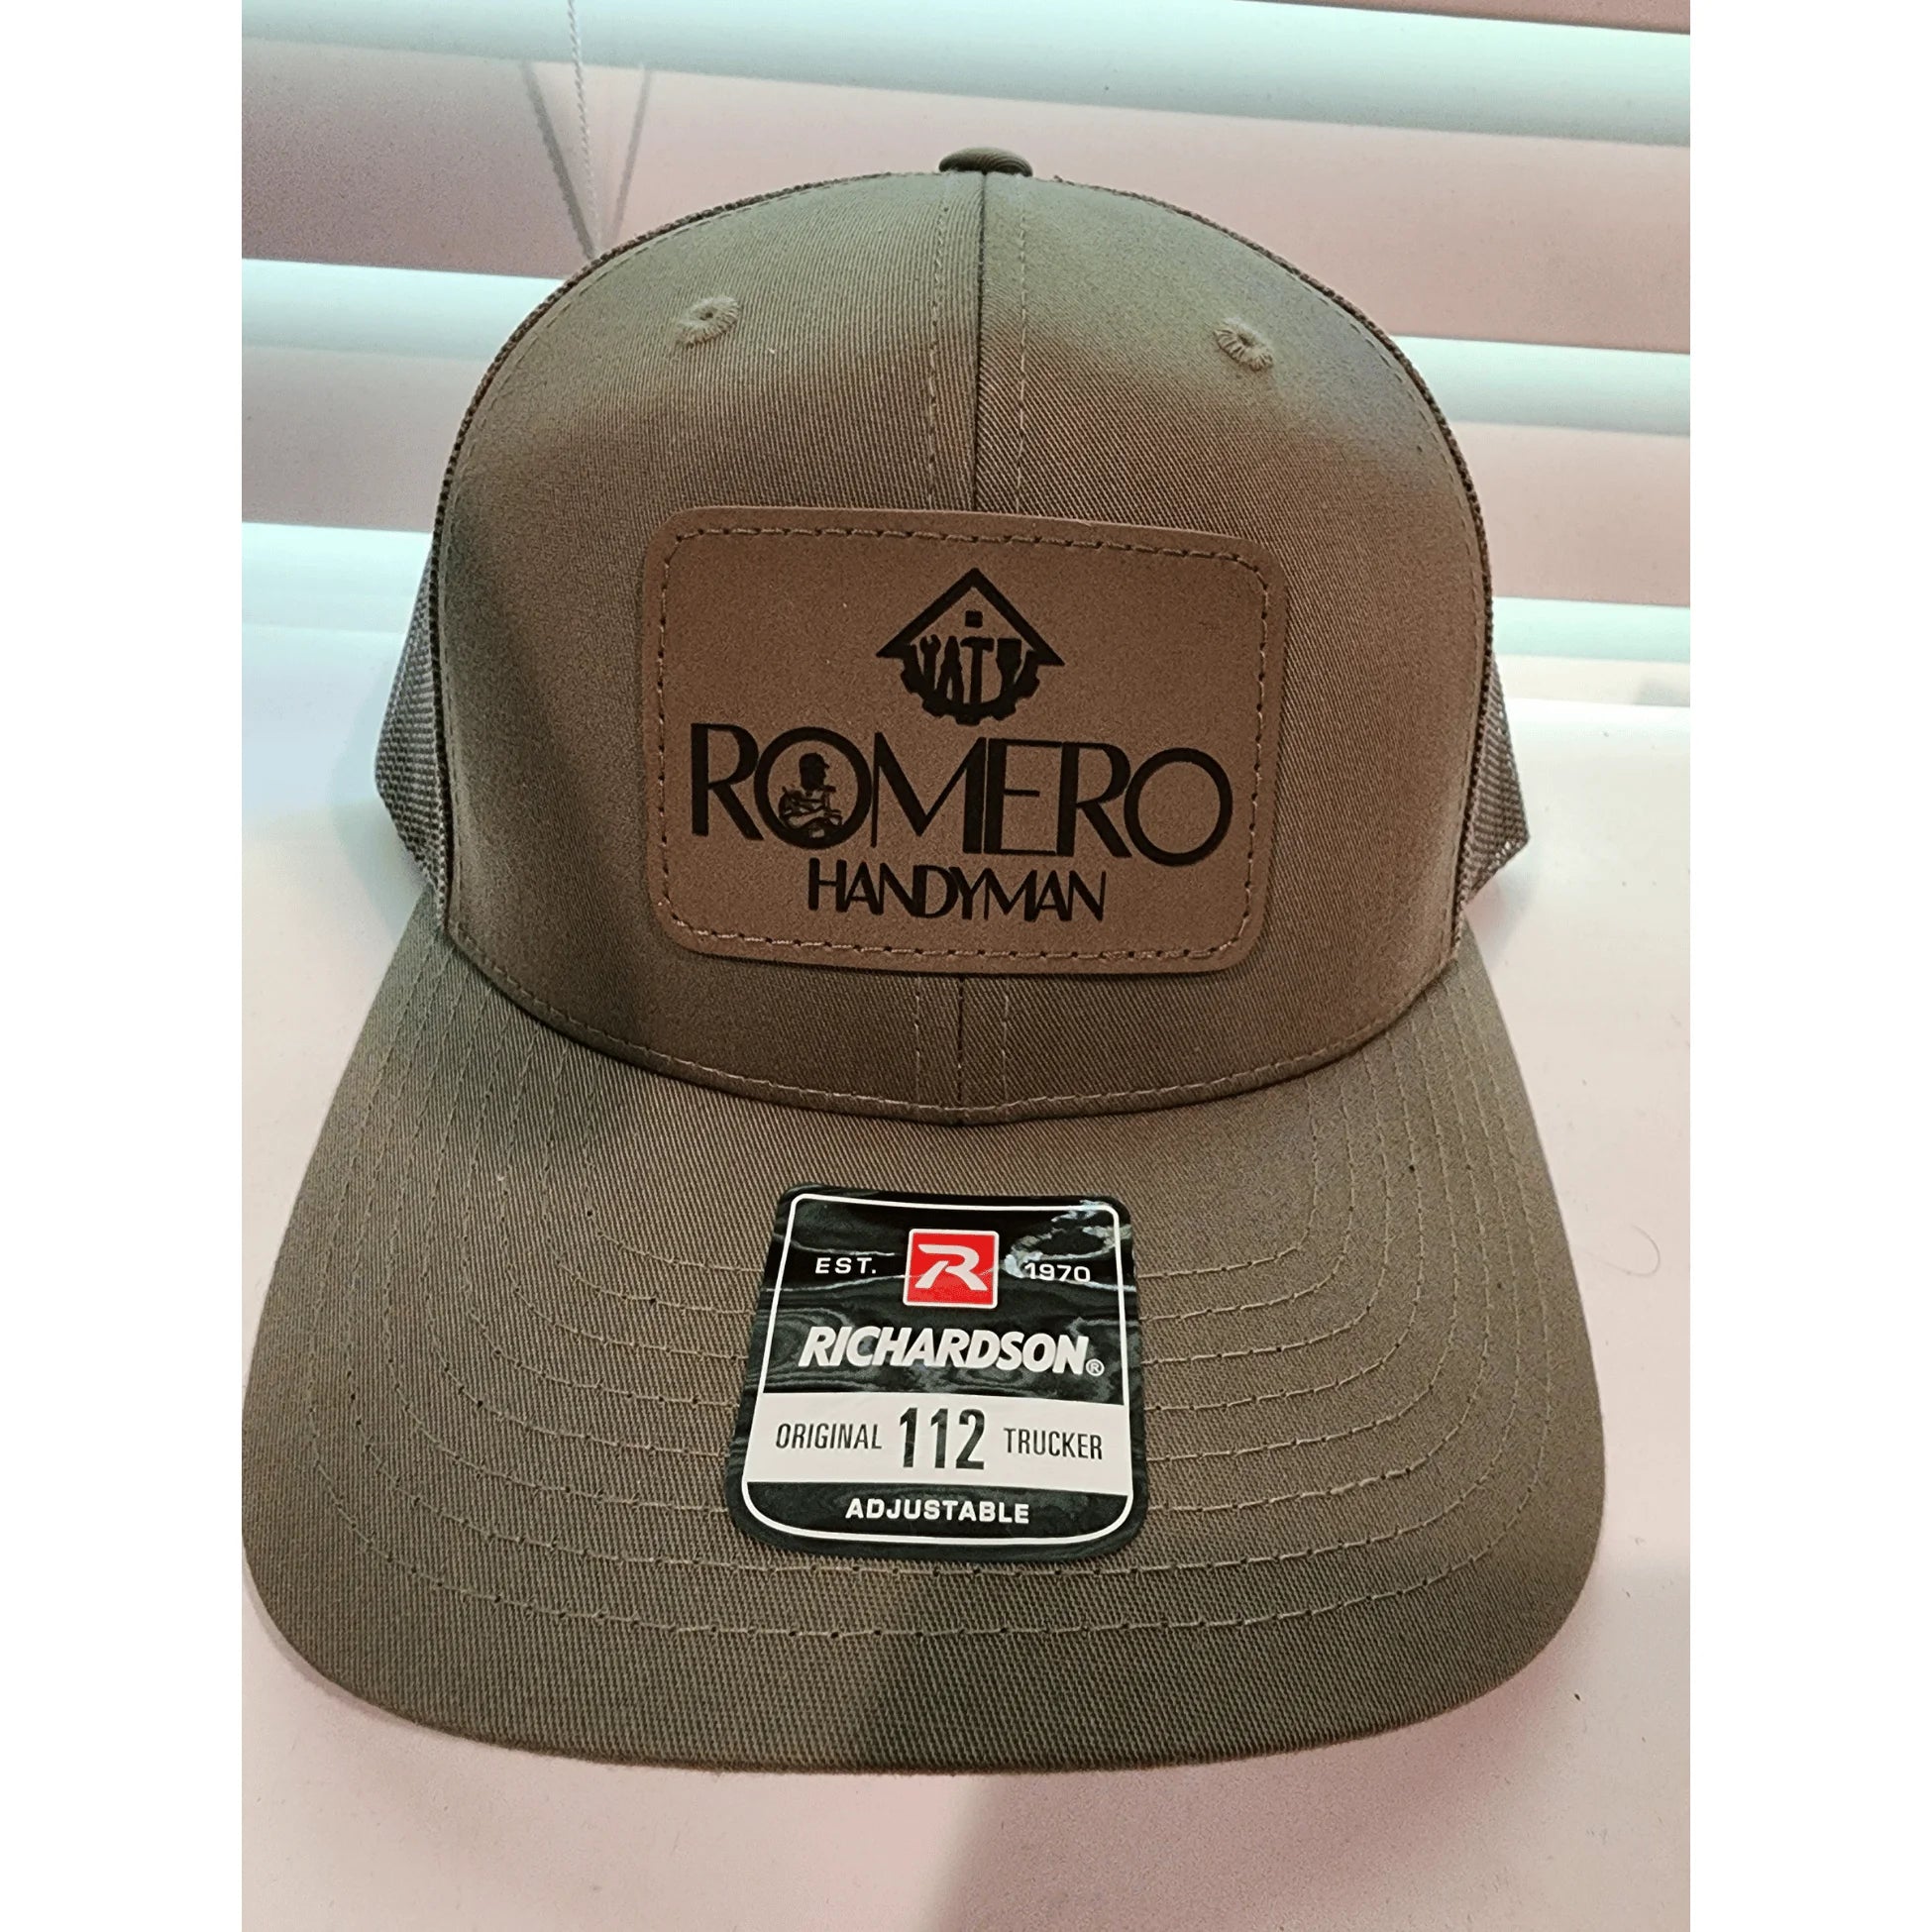 ROMERO
HANDYMAN
EST. R 1970
RICHARDSON®
ORIGINAL 112 TRUCKER
ADJUSTABLE